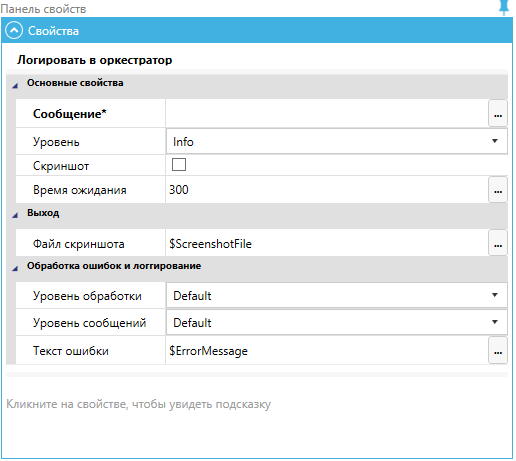 Панель свойств
Свойства
Логировать в оркестратор
Основные свойства
Сообщение* ...
Уровень Info
Скриншот
Время ожидания 300 ...
Выход
Файл скриншота $ScreenshotFile ...
Обработка ошибок и логгирование
Уровень обработки Default
Уровень сообщений Default
Текст ошибки $ErrorMessage ...
Кликните на свойстве, чтобы увидеть подсказку